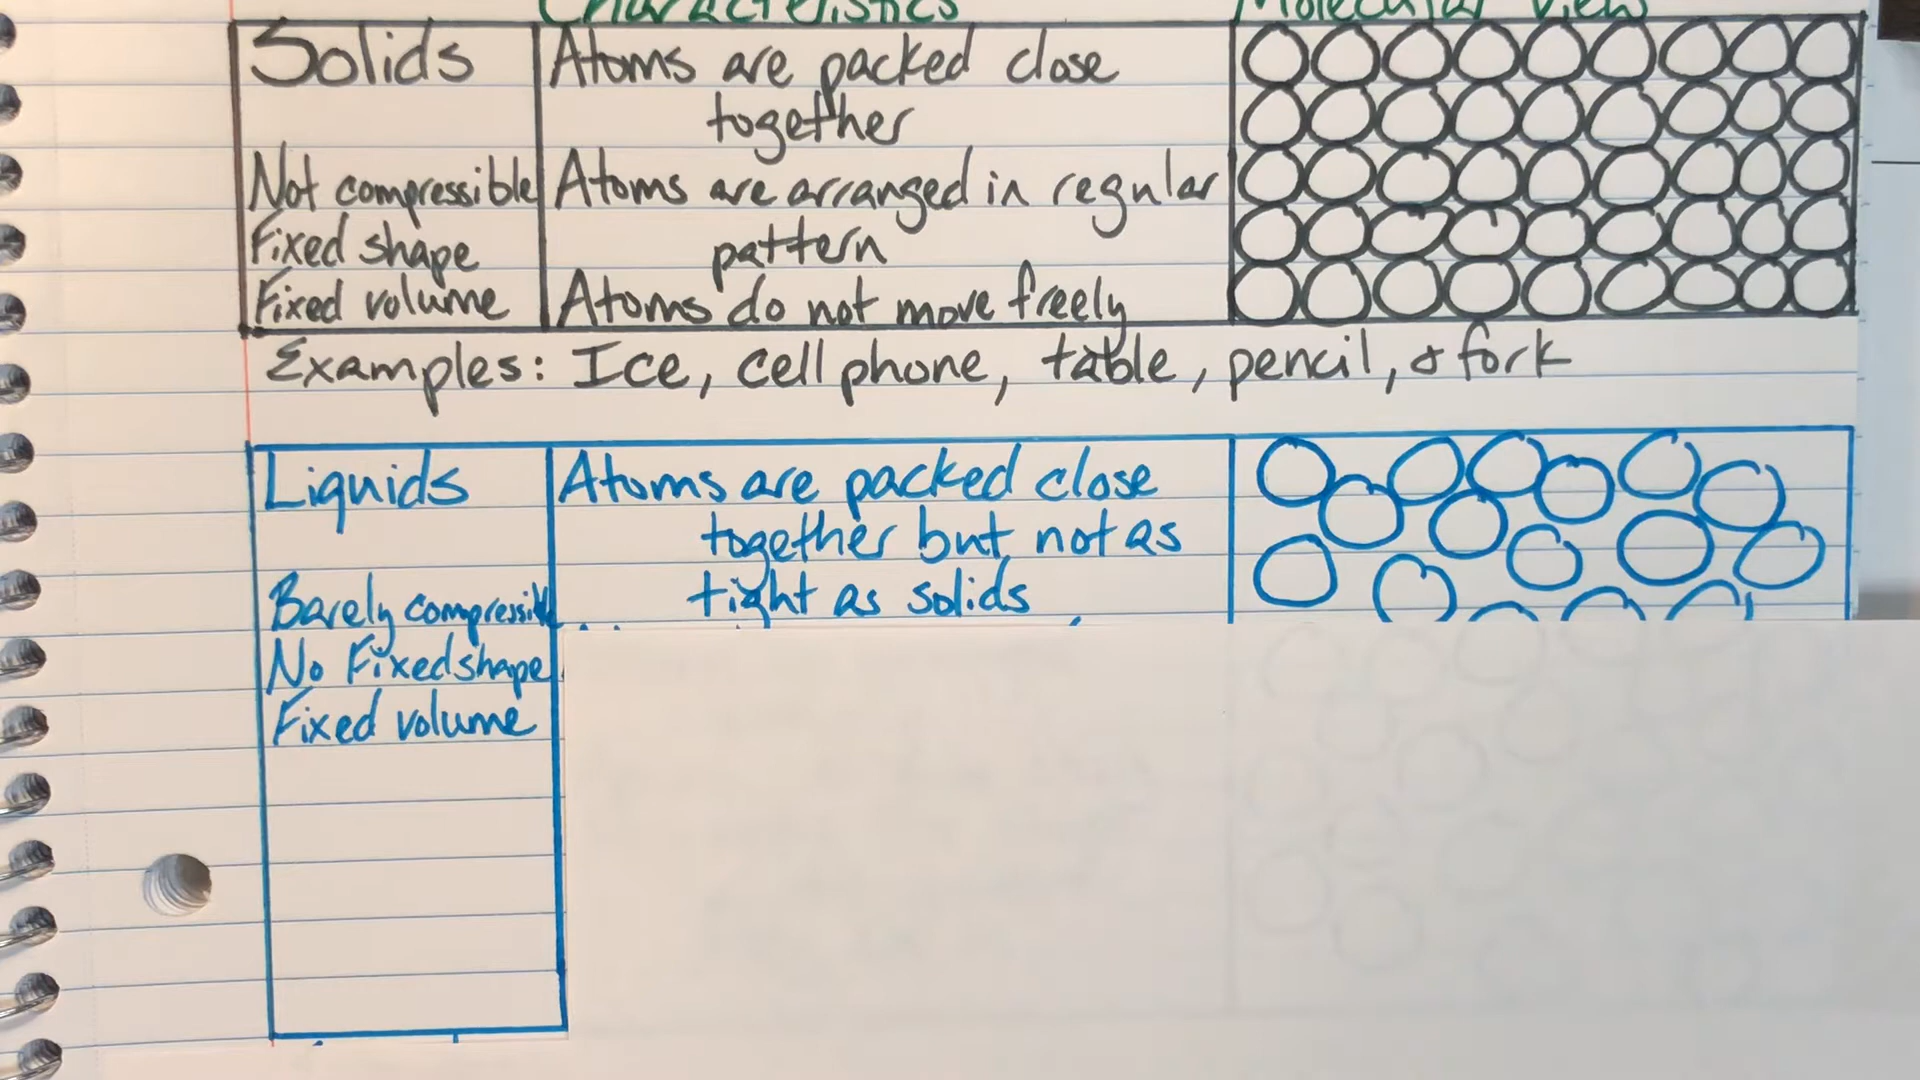 Characteristics Molecular View
Solids
Not compressible
Fixed shape
Fixed volume
Atoms are packed close
together
Atoms are arranged in regular
pattern
Atoms do not move freely
Examples: Ice, cell phone, table, pencil, & fork
Liquids
Barely compressible
No Fixed shape
Fixed volume
Atoms are packed close
together but not as
tight as solids